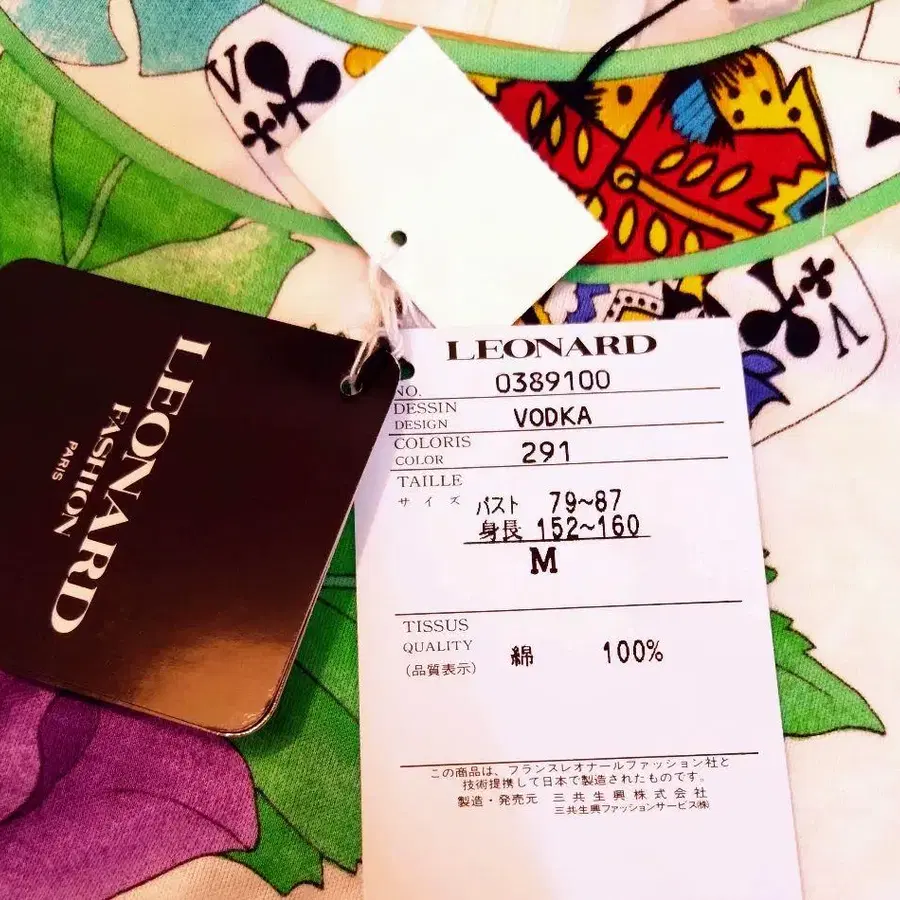 V
LEONARD
FASHION
PARIS
LEONARD
NO. 0389100
DESSIN
DESIGN VODKA
COLORIS
COLOR 291
TAILLE
サイズ バスト 79~87
身長 152~160
M
TISSUS
QUALITY
(品質表示) 綿 100%
この商品は、フランスレオナールファッション社と
技術提携して日本で製造されたものです。
製造・発売元 三共生興株式会社
三共生興ファッションサービス㈱
V